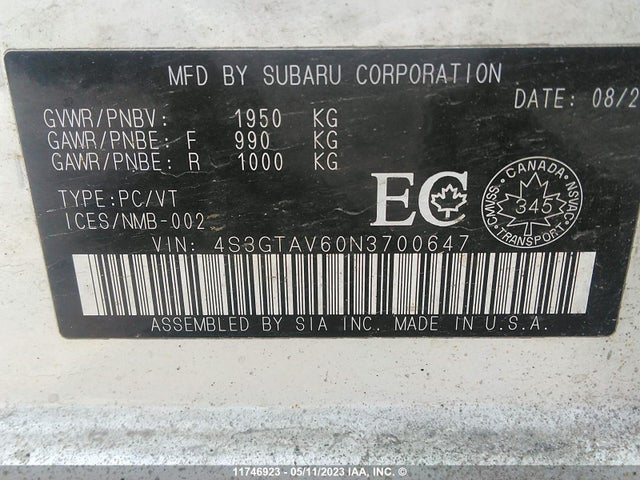 MFD BY SUBARU CORPORATION
DATE: 08/2
GVWR/PNBV: 1950 KG
GAWR/PNBE: F 990 KG
GAWR/PNBE: R 1000 KG
TYPE:PC/VT
ICES/NMB-002
EC
CANADA
CMVSS. NSVAC
345
TRANSPORT
VIN: 4S3GTAV60N3700647
ASSEMBLED BY SIA INC. MADE IN U.S.A.
11746923 - 05/11/2023 IAA, INC. ©